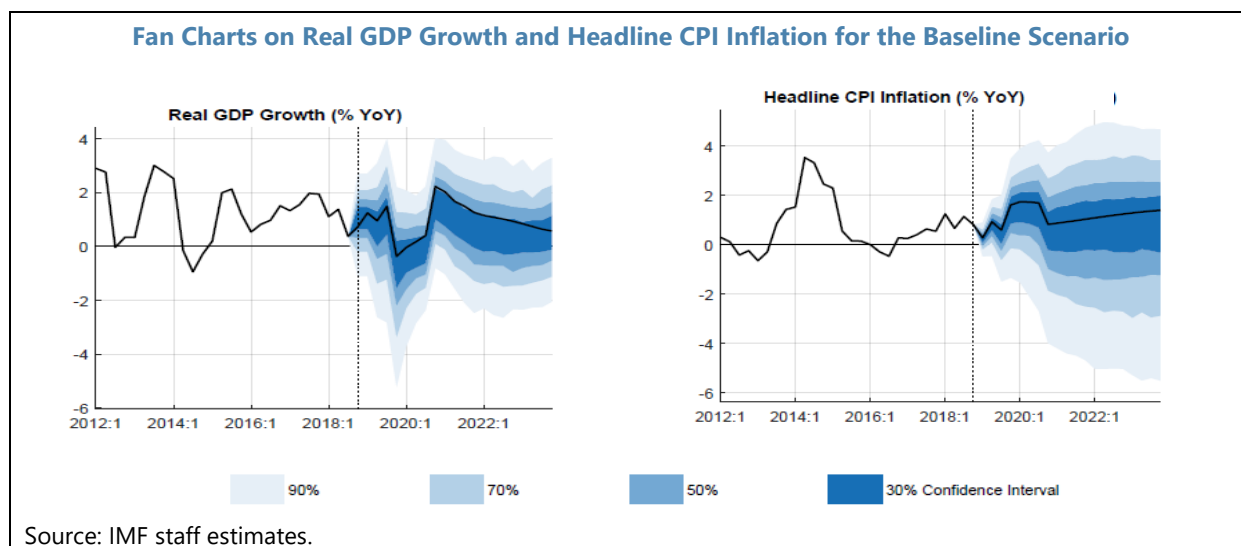 Fan Charts on Real GDP Growth and Headline CPI Inflation for the Baseline Scenario
Real GDP Growth (% YoY)
4
2
0
-2
-4
-6
2012:1 2014:1 2016:1 2018:1 2020:1 2022:1
Headline CPI Inflation (% YoY) )
4
2
0
-2
-4
-6
2012:1 2014:1 2016:1 2018:1 2020:1 2022:1
90% 70% 50% 30% Confidence Interval
Source: IMF staff estimates.